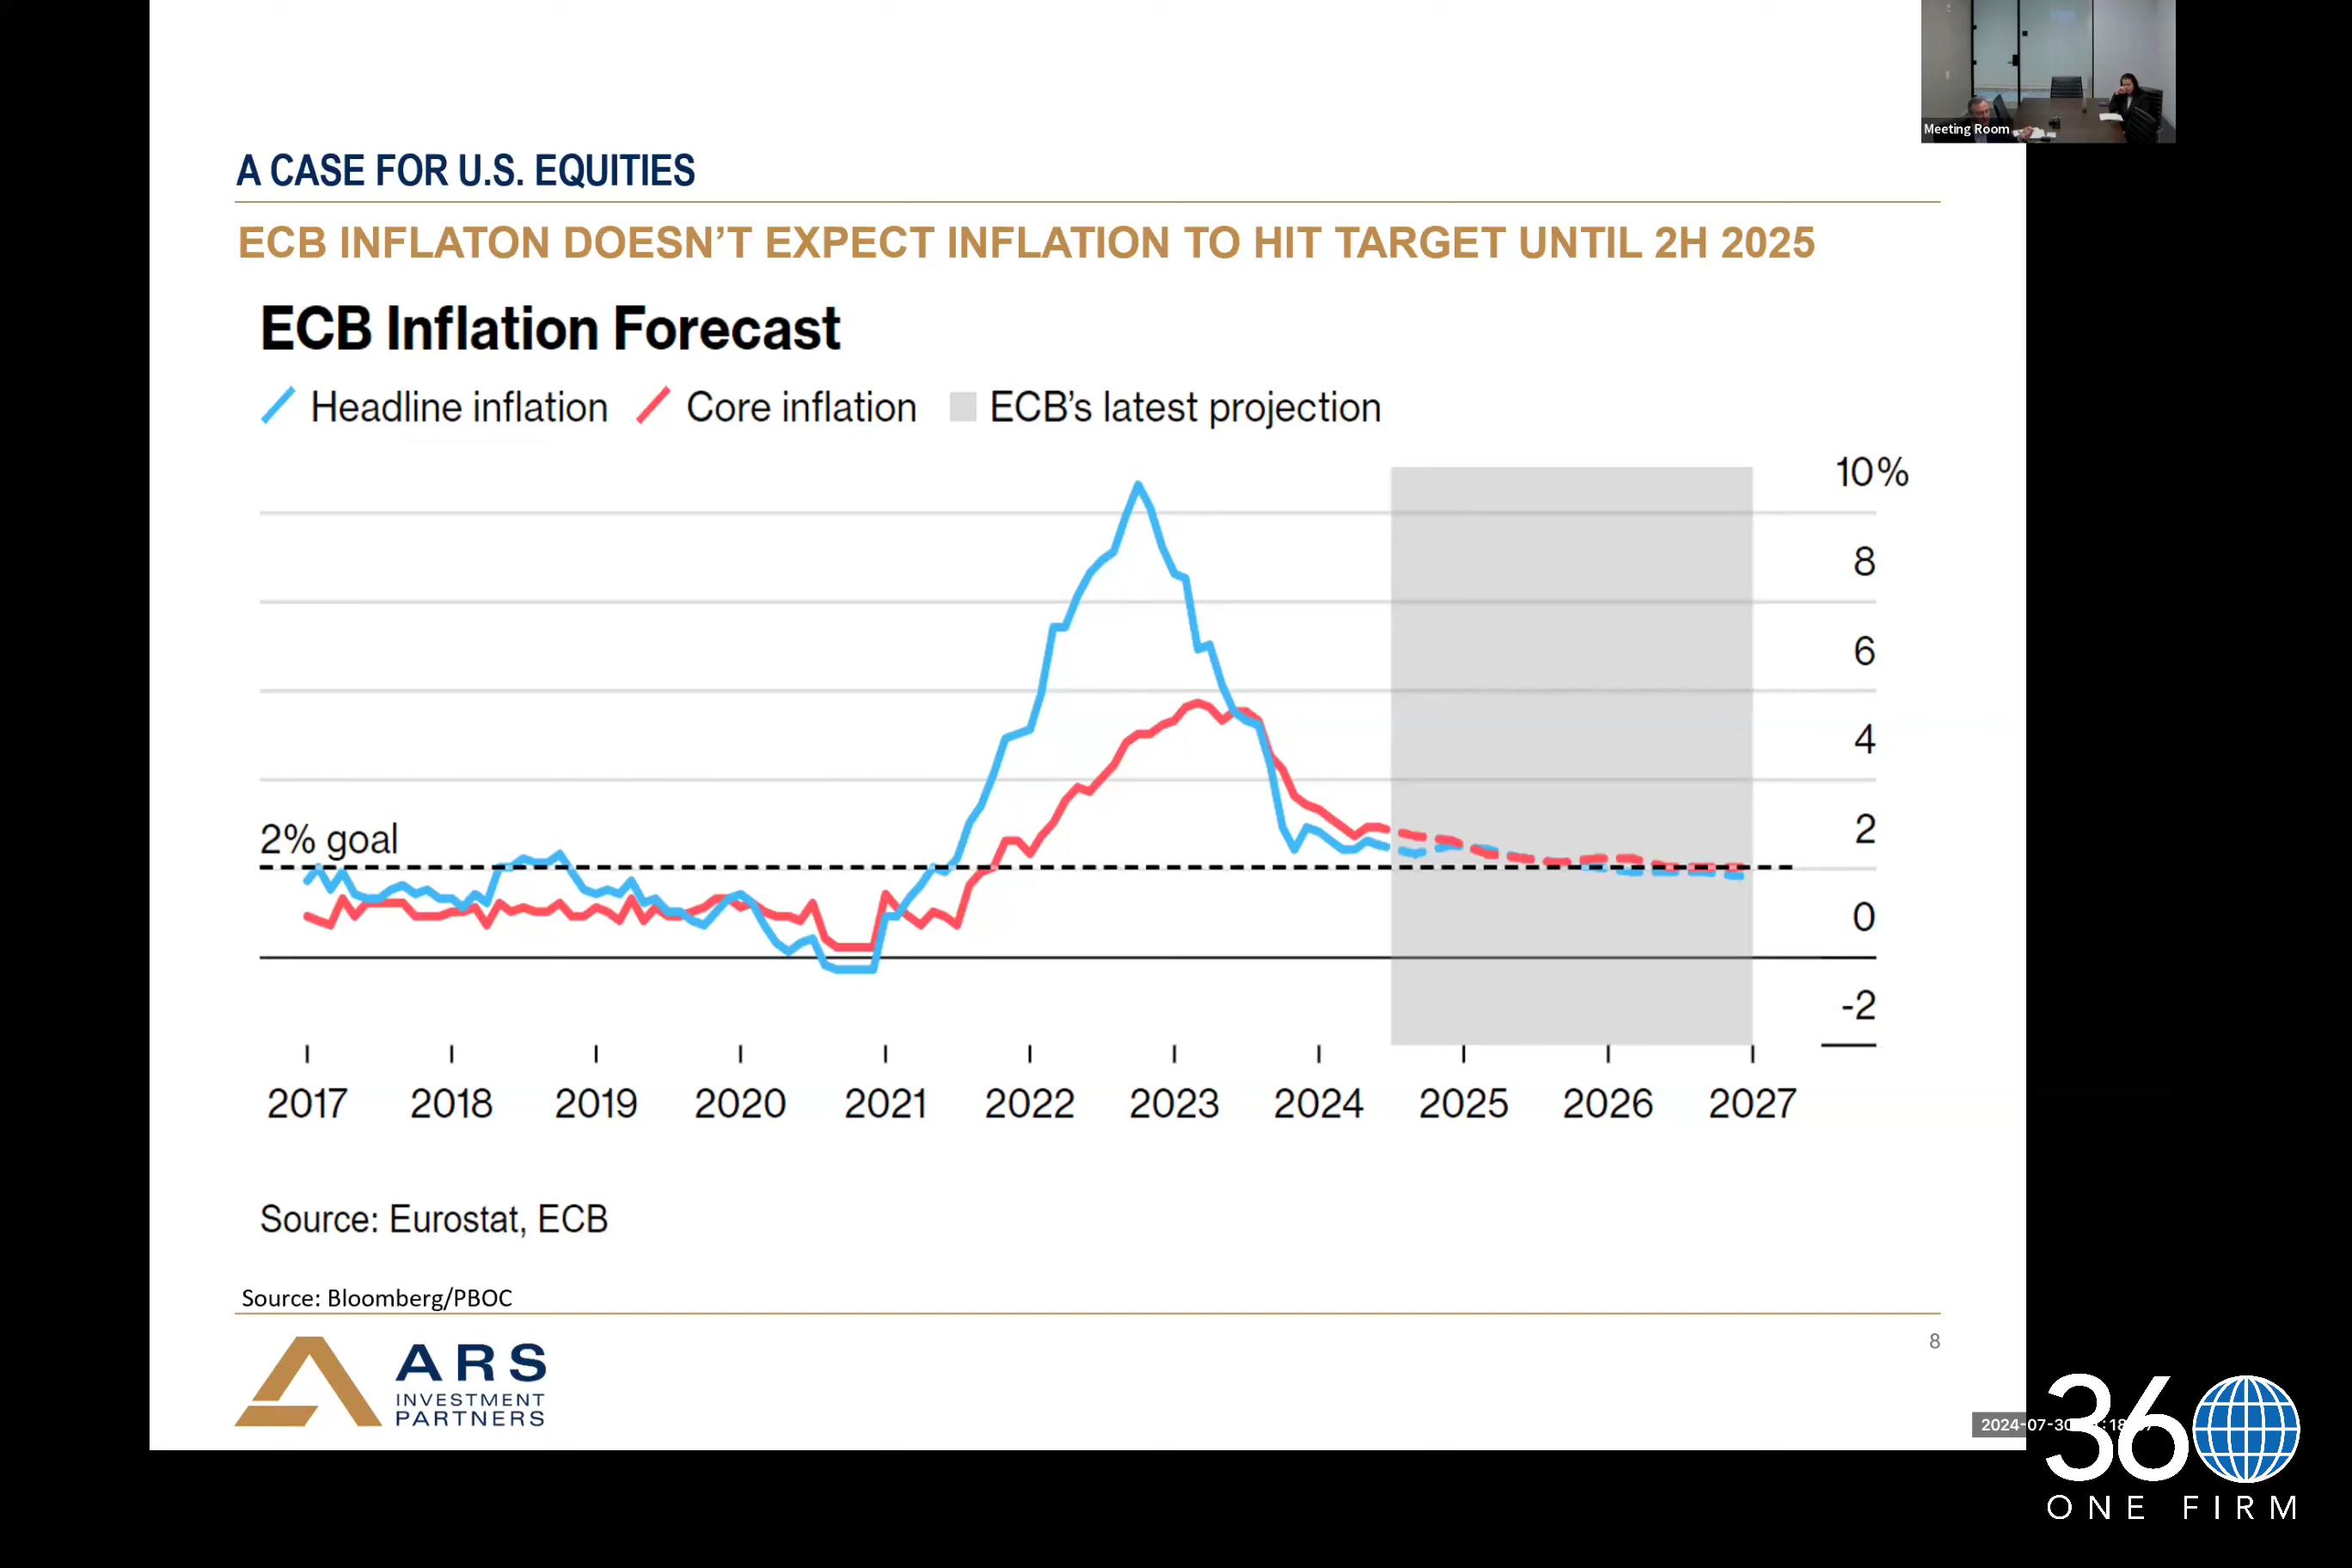 Meeting Room
A CASE FOR U.S. EQUITIES
ECB INFLATON DOESN'T EXPECT INFLATION TO HIT TARGET UNTIL 2H 2025
ECB Inflation Forecast
Headline inflation Core inflation ECB's latest projection
10%
8
6
4
2
2% goal
0
-2
2017 2018 2019 2020 2021 2022 2023 2024 2025 2026 2027
Source: Eurostat, ECB
Source: Bloomberg/PBOC
8
ARS
INVESTMENT
PARTNERS
2024-07-30
360
ONE FIRM